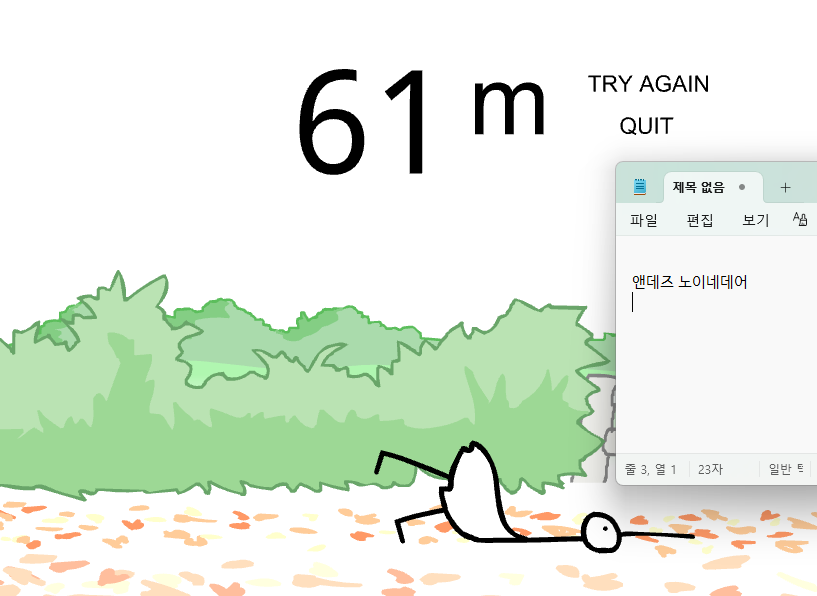 61 m
TRY AGAIN
QUIT
제목 없음
파일 편집 보기
앤데즈 노이네데어
줄 3, 열 1 23자 일반